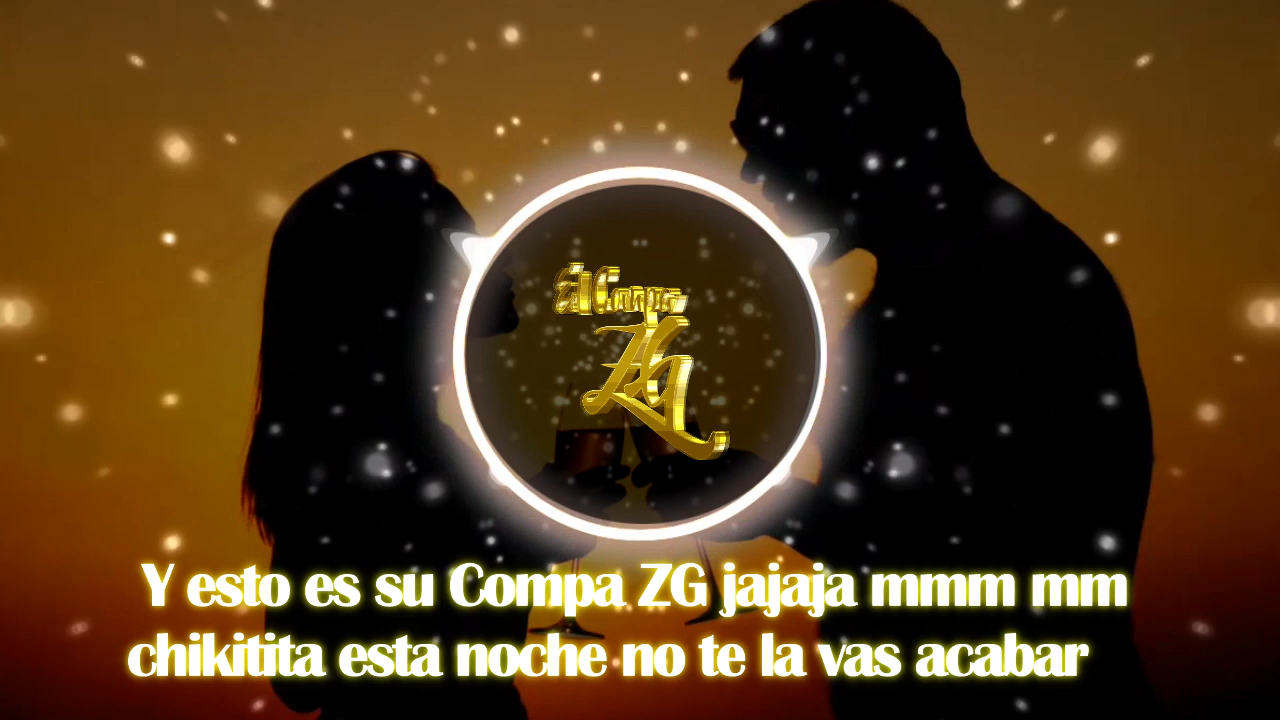 El Compa
ZG
Y esto es su Compa ZG jajaja mmm mm
chikitita esta noche no te la vas acabar